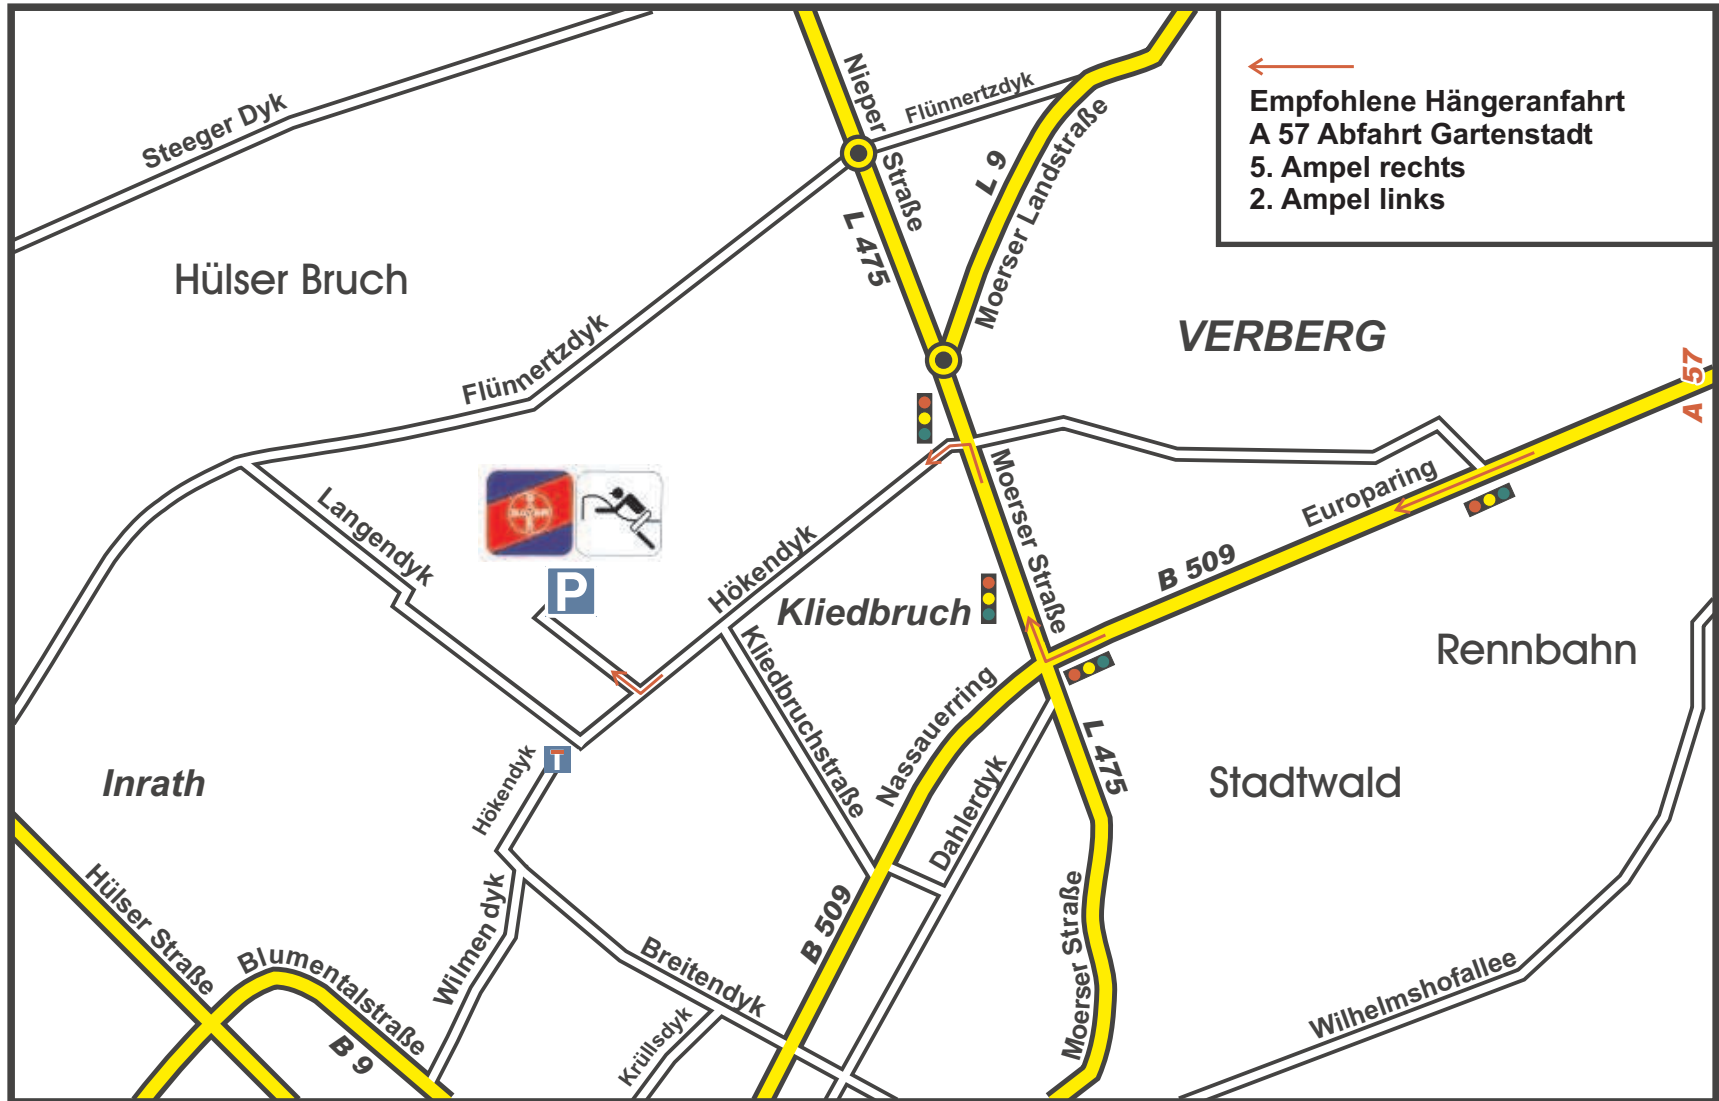 Empfohlene Hängeranfahrt
A 57 Abfahrt Gartenstadt
5. Ampel rechts
2. Ampel links
Steeger Dyk
Nieper
Straße
Flünnertzdyk
L 9
Moerser Landstraße
L 475
Hülser Bruch
VERBERG
A 57
Flünnertzdyk
Langendyk
Moerser Straße
Europaring
B 509
Hökendyk
P
Kliedbruch
Rennbahn
Kliedbruchstraße
Nassauerring
L 475
Inrath
T
Hökendyk
Dahlerdyk
Stadtwald
Hülser Straße
Blumentalstraße
B 9
Wilmen dyk
Breitendyk
B 509
Krüllsdyk
Moerser Straße
Wilhelmshofallee